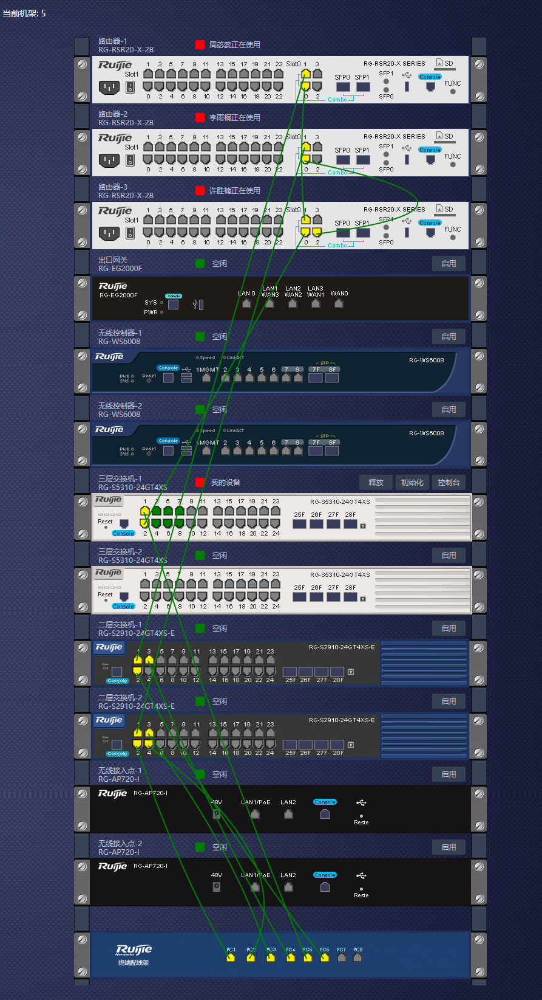 当前机架: 5
路由器-1
RG-RSR20-X-28
周苾蕊正在使用
Ruijie
Slot1
1 3 5 7 9 11 13 15 17 19 21 23
Slot0
1 3
RG-RSR20-X SERIES
SD
SFP0 SFP1
SFP1
Console
FUNC
0 2 4 6 8 10 12 14 16 18 20 22
0 2
Combo
SFP0
路由器-2
RG-RSR20-X-28
李雨桐正在使用
Ruijie
Slot1
1 3 5 7 9 11 13 15 17 19 21 23
Slot0
1 3
RG-RSR20-X SERIES
SD
SFP0 SFP1
SFP1
Console
FUNC
0 2 4 6 8 10 12 14 16 18 20 22
0 2
Combo
SFP0
路由器-3
RG-RSR20-X-28
许胜楠正在使用
Ruijie
Slot1
1 3 5 7 9 11 13 15 17 19 21 23
Slot0
1 3
RG-RSR20-X SERIES
SD
SFP0 SFP1
SFP1
Console
FUNC
0 2 4 6 8 10 12 14 16 18 20 22
0 2
Combo
SFP0
出口网关
RG-EG2000F
空闲
启用
Ruijie
RG-EG2000F
Console
SYS
PWR
LAN 0
LAN1 LAN2 LAN3
WAN3 WAN2 WAN1 WAN0
无线控制器-1
RG-WS6008
空闲
启用
Ruijie
Speed Link/ACT
RG-WS6008
Console
PWR
SYS
Reset
1MGMT 2 3 4 5 6 7 8
SFP
7F 8F
无线控制器-2
RG-WS6008
空闲
启用
Ruijie
Speed Link/ACT
RG-WS6008
Console
PWR
SYS
Reset
1MGMT 2 3 4 5 6 7 8
SFP
7F 8F
三层交换机-1
RG-S5310-24GT4XS
我的设备
释放
初始化
控制台
Ruijie
1 3 5 7 9 11 13 15 17 19 21 23
RG-S5310-24GT4XS
25F 26F 27F 28F
Reset
Console
2 4 6 8 10 12 14 16 18 20 22 24
三层交换机-2
RG-S5310-24GT4XS
空闲
启用
Ruijie
1 3 5 7 9 11 13 15 17 19 21 23
RG-S5310-24GT4XS
25F 26F 27F 28F
Reset
Console
2 4 6 8 10 12 14 16 18 20 22 24
二层交换机-1
RG-S2910-24GT4XS-E
空闲
启用
Ruijie
1 3 5 7 9 11 13 15 17 19 21 23
RG-S2910-24GT4XS-E
Console
2 4 6 8 10 12 14 16 18 20 22 24
25F 26F 27F 28F
二层交换机-2
RG-S2910-24GT4XS-E
空闲
启用
Ruijie
1 3 5 7 9 11 13 15 17 19 21 23
RG-S2910-24GT4XS-E
Console
2 4 6 8 10 12 14 16 18 20 22 24
25F 26F 27F 28F
无线接入点-1
RG-AP720-I
空闲
启用
Ruijie
RG-AP720-I
48V LAN1/PoE LAN2 Console
Reste
无线接入点-2
RG-AP720-I
空闲
启用
Ruijie
RG-AP720-I
48V LAN1/PoE LAN2 Console
Reste
Ruijie
Networks
终端配线架
PC1 PC2 PC3 PC4 PC5 PC6 PC7 PC8